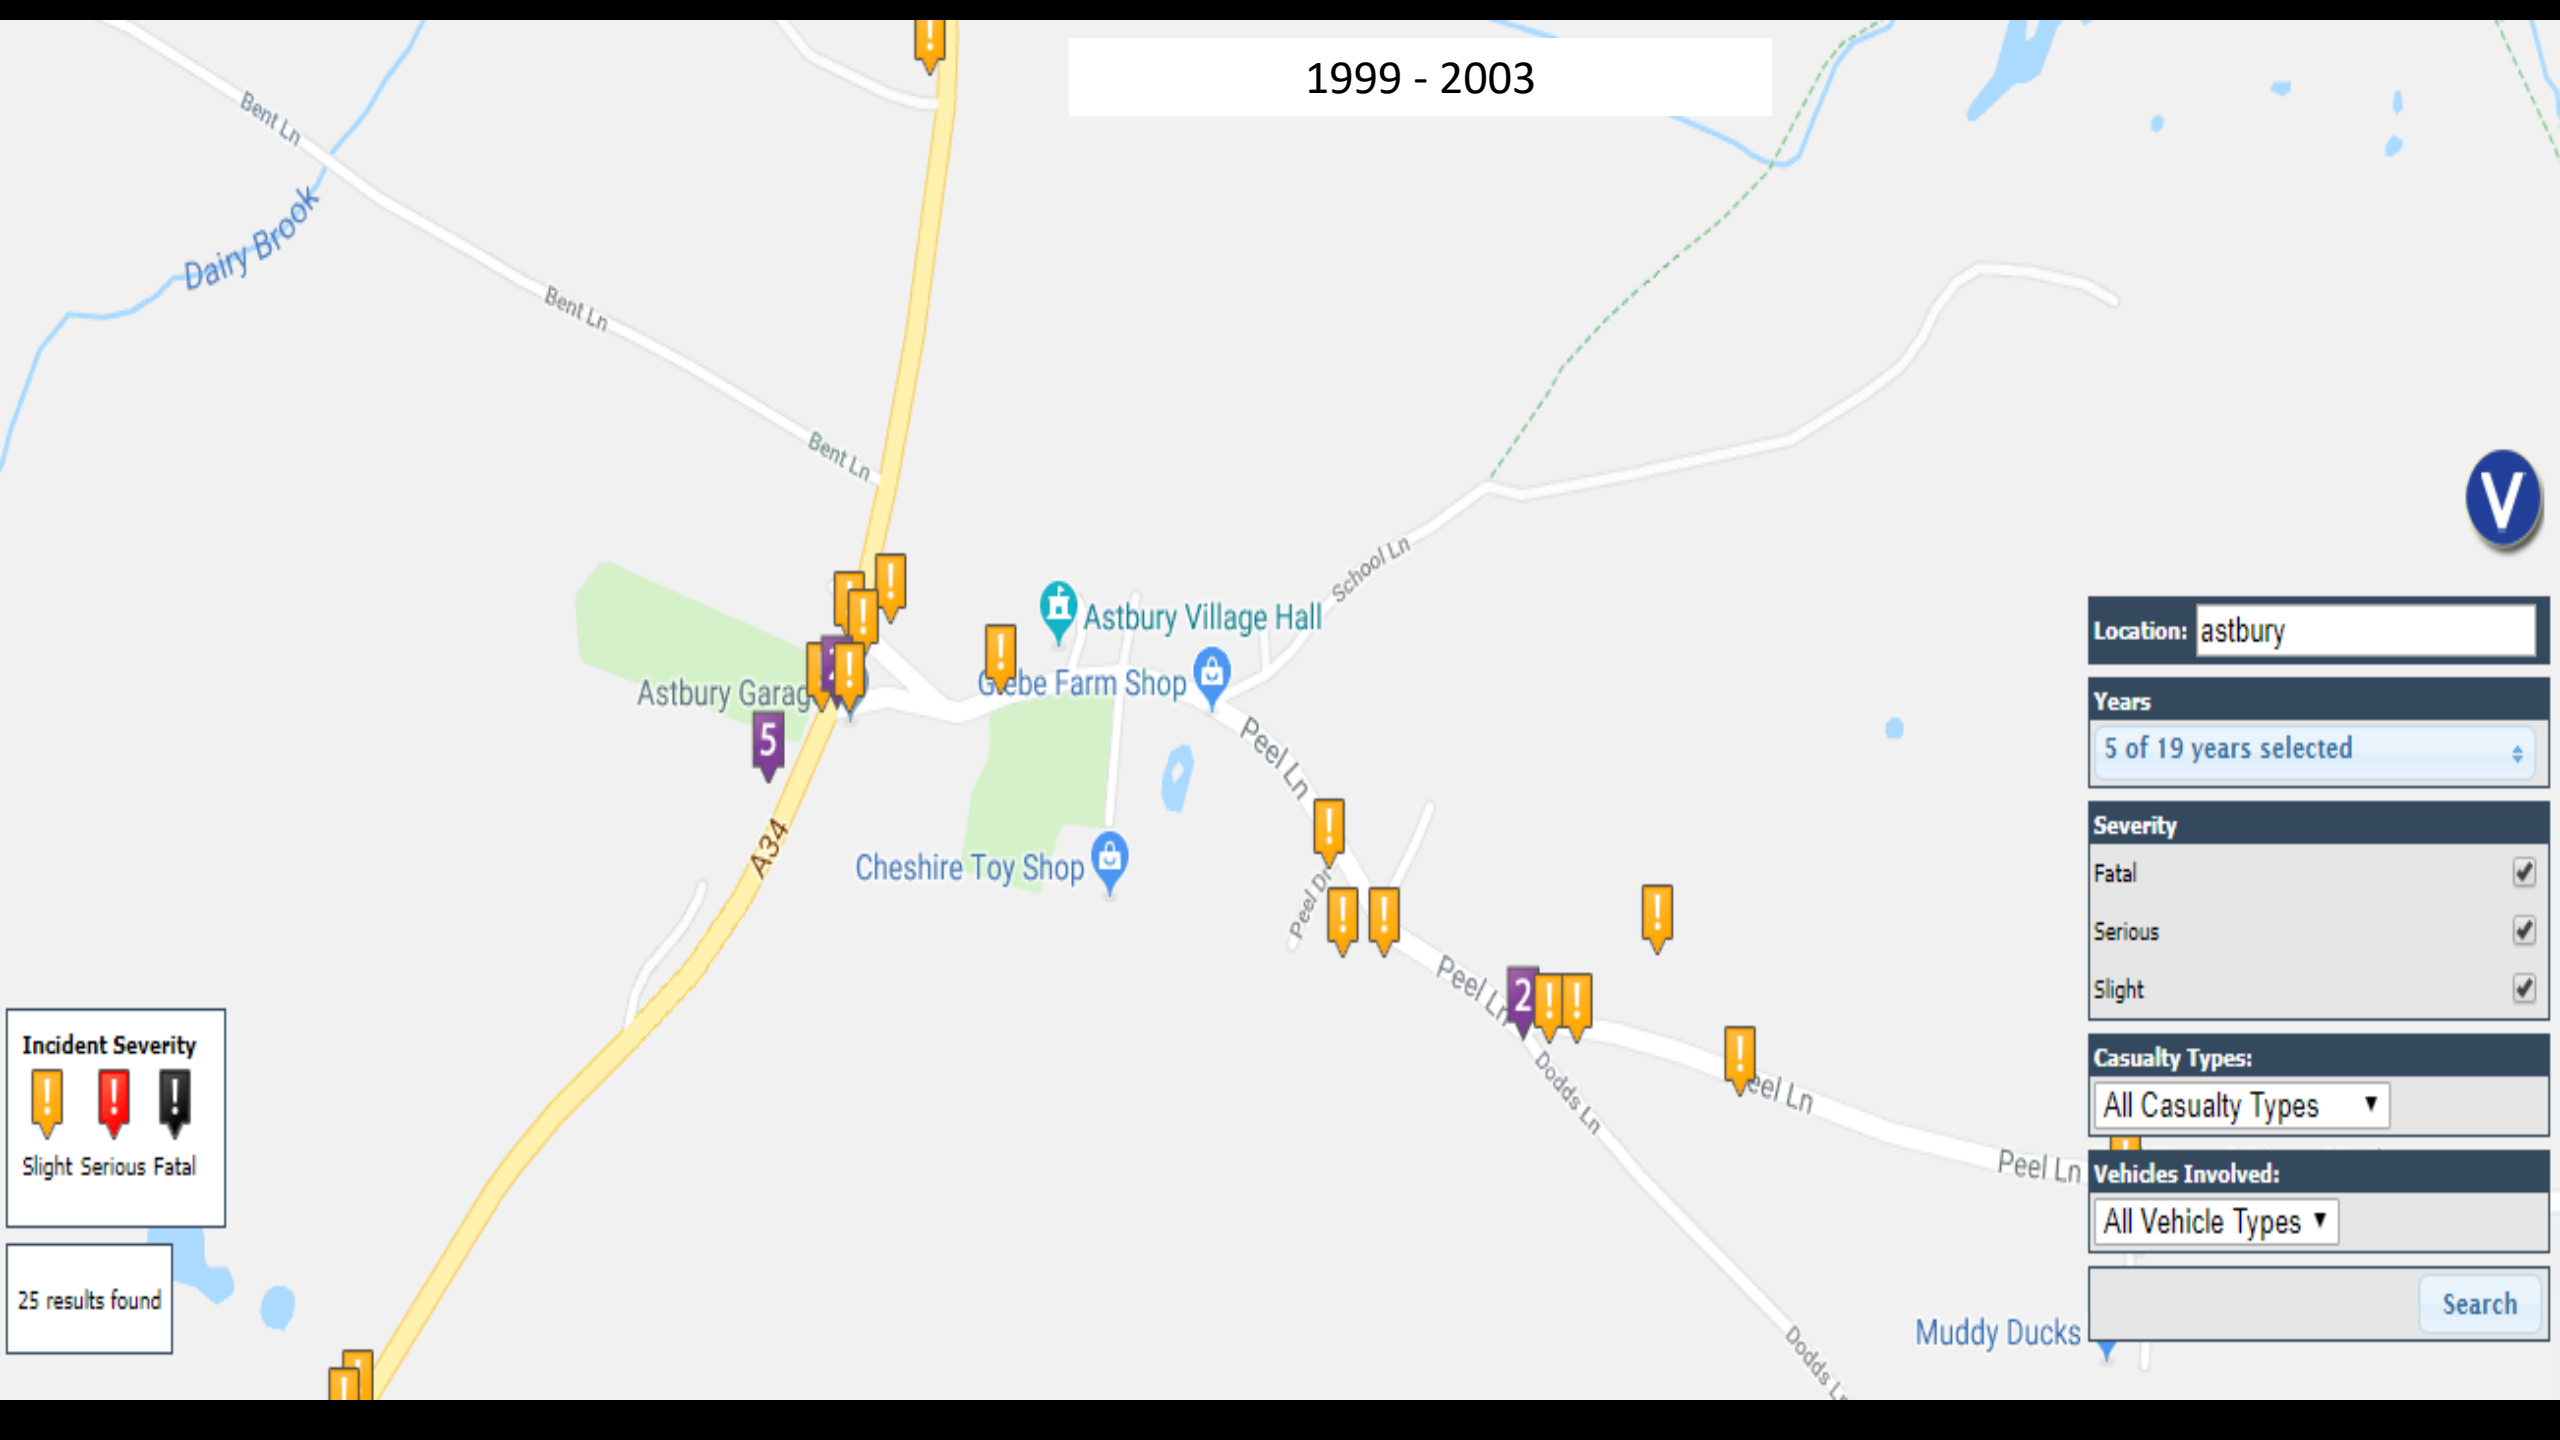 1999 - 2003
Bent Ln
Dairy Brook
Bent Ln
Bent Ln
School Ln
Astbury Village Hall
Location: astbury
Glebe Farm Shop
Astbury Garag
2
5
Peel Ln
Years
5 of 19 years selected
A34
Cheshire Toy Shop
Peel Dr
Severity
Fatal
Serious
Slight
Peel Ln
2
Dodds Ln
eel Ln
Peel Ln
Incident Severity
Slight Serious Fatal
Casualty Types:
All Casualty Types
Vehicles Involved:
All Vehicle Types
25 results found
Search
Muddy Ducks
Dodds Ln
V